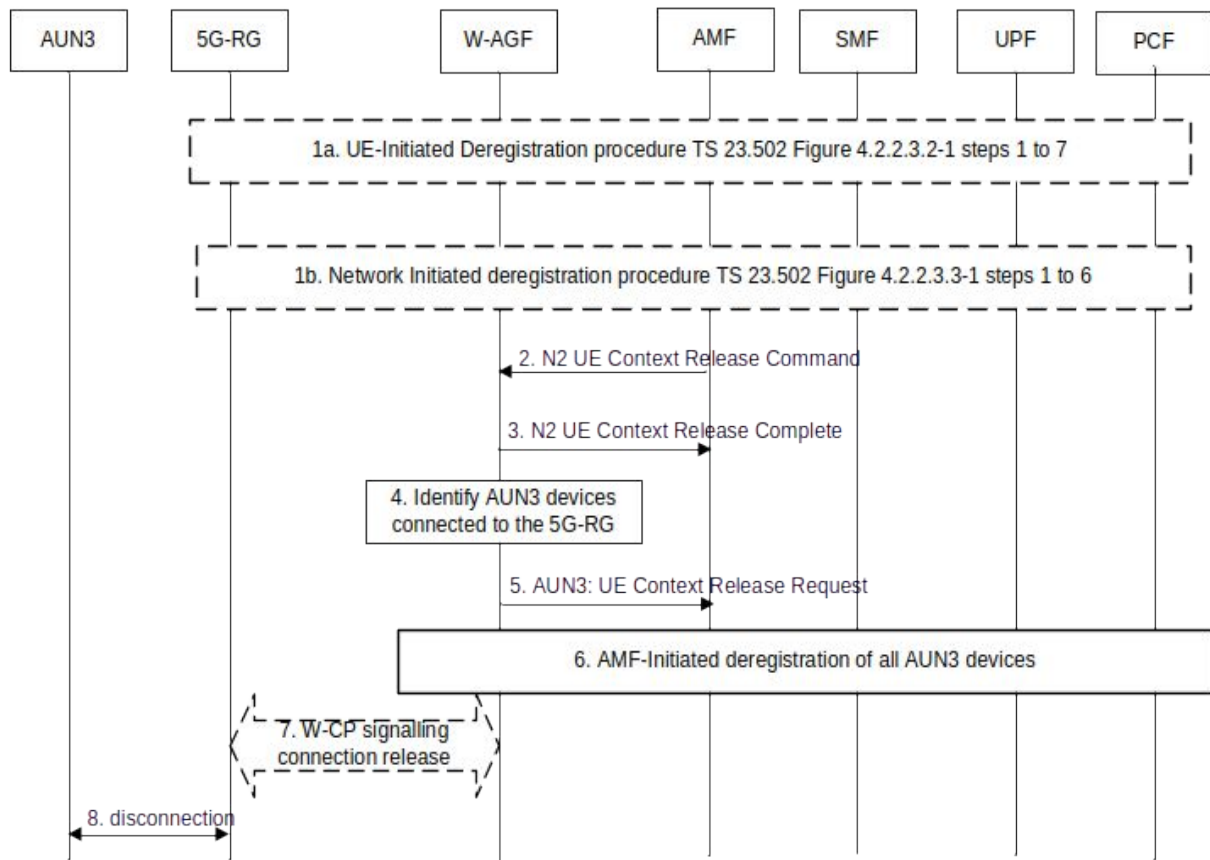 AUN3
5G-RG
W-AGF
AMF
SMF
UPF
PCF
1a. UE-Initiated Deregistration procedure TS 23.502 Figure 4.2.2.3.2-1 steps 1 to 7
1b. Network Initiated deregistration procedure TS 23.502 Figure 4.2.2.3.3-1 steps 1 to 6
2. N2 UE Context Release Command
3. N2 UE Context Release Complete
4. Identify AUN3 devices
connected to the 5G-RG
5. AUN3: UE Context Release Request
6. AMF-Initiated deregistration of all AUN3 devices
7. W-CP signalling
connection release
8. disconnection